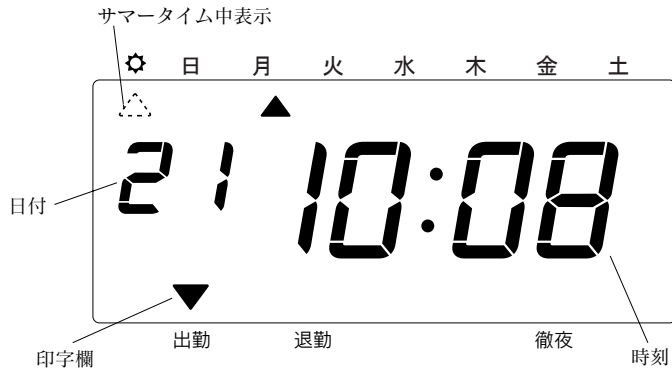 サマータイム中表示
日 月 火 水 木 金 土
21 10:08
日付
出勤 退勤 徹夜
印字欄 時刻